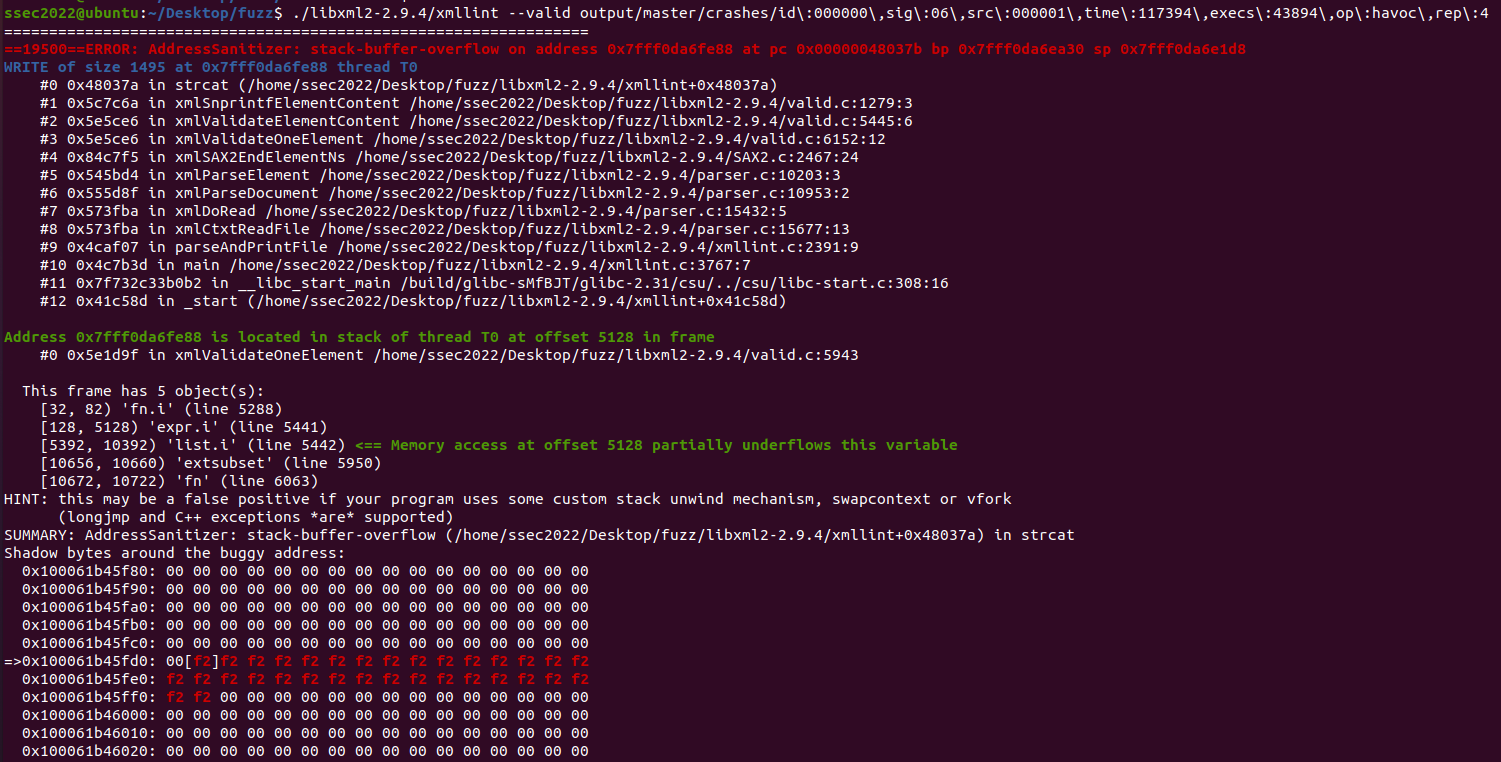 ssec2022@ubuntu:~/Desktop/fuzz$ ./libxml2-2.9.4/xmllint --valid output/master/crashes/id\:000000\,sig\:06\,src\:000001\,time\:117394\,execs\:43894\,op\:havoc\,rep\:4
=================================================================
==19500==ERROR: AddressSanitizer: stack-buffer-overflow on address 0x7fff0da6fe88 at pc 0x00000048037b bp 0x7fff0da6ea30 sp 0x7fff0da6e1d8
WRITE of size 1495 at 0x7fff0da6fe88 thread T0
    #0 0x48037a in strcat (/home/ssec2022/Desktop/fuzz/libxml2-2.9.4/xmllint+0x48037a)
    #1 0x5c7c6a in xmlSnprintfElementContent /home/ssec2022/Desktop/fuzz/libxml2-2.9.4/valid.c:1279:3
    #2 0x5e5ce6 in xmlValidateElementContent /home/ssec2022/Desktop/fuzz/libxml2-2.9.4/valid.c:5445:6
    #3 0x5e5ce6 in xmlValidateOneElement /home/ssec2022/Desktop/fuzz/libxml2-2.9.4/valid.c:6152:12
    #4 0x84c7f5 in xmlSAX2EndElementNs /home/ssec2022/Desktop/fuzz/libxml2-2.9.4/SAX2.c:2467:24
    #5 0x545bd4 in xmlParseElement /home/ssec2022/Desktop/fuzz/libxml2-2.9.4/parser.c:10203:3
    #6 0x555d8f in xmlParseDocument /home/ssec2022/Desktop/fuzz/libxml2-2.9.4/parser.c:10953:2
    #7 0x573fba in xmlDoRead /home/ssec2022/Desktop/fuzz/libxml2-2.9.4/parser.c:15432:5
    #8 0x573fba in xmlCtxtReadFile /home/ssec2022/Desktop/fuzz/libxml2-2.9.4/parser.c:15677:13
    #9 0x4caf07 in parseAndPrintFile /home/ssec2022/Desktop/fuzz/libxml2-2.9.4/xmllint.c:2391:9
    #10 0x4c7b3d in main /home/ssec2022/Desktop/fuzz/libxml2-2.9.4/xmllint.c:3767:7
    #11 0x7f732c33b0b2 in __libc_start_main /build/glibc-sMfBJT/glibc-2.31/csu/../csu/libc-start.c:308:16
    #12 0x41c58d in _start (/home/ssec2022/Desktop/fuzz/libxml2-2.9.4/xmllint+0x41c58d)
Address 0x7fff0da6fe88 is located in stack of thread T0 at offset 5128 in frame
    #0 0x5e1d9f in xmlValidateOneElement /home/ssec2022/Desktop/fuzz/libxml2-2.9.4/valid.c:5943
  This frame has 5 object(s):
    [32, 82) 'fn.i' (line 5288)
    [128, 5128) 'expr.i' (line 5441)
    [5392, 10392) 'list.i' (line 5442) <== Memory access at offset 5128 partially underflows this variable
    [10656, 10660) 'extsubset' (line 5950)
    [10672, 10722) 'fn' (line 6063)
HINT: this may be a false positive if your program uses some custom stack unwind mechanism, swapcontext or vfork
      (longjmp and C++ exceptions *are* supported)
SUMMARY: AddressSanitizer: stack-buffer-overflow (/home/ssec2022/Desktop/fuzz/libxml2-2.9.4/xmllint+0x48037a) in strcat
Shadow bytes around the buggy address:
  0x100061b45f80: 00 00 00 00 00 00 00 00 00 00 00 00 00 00 00 00
  0x100061b45f90: 00 00 00 00 00 00 00 00 00 00 00 00 00 00 00 00
  0x100061b45fa0: 00 00 00 00 00 00 00 00 00 00 00 00 00 00 00 00
  0x100061b45fb0: 00 00 00 00 00 00 00 00 00 00 00 00 00 00 00 00
  0x100061b45fc0: 00 00 00 00 00 00 00 00 00 00 00 00 00 00 00 00
=>0x100061b45fd0: 00[f2]f2 f2 f2 f2 f2 f2 f2 f2 f2 f2 f2 f2 f2 f2
  0x100061b45fe0: f2 f2 f2 f2 f2 f2 f2 f2 f2 f2 f2 f2 f2 f2 f2 f2
  0x100061b45ff0: f2 f2 00 00 00 00 00 00 00 00 00 00 00 00 00 00
  0x100061b46000: 00 00 00 00 00 00 00 00 00 00 00 00 00 00 00 00
  0x100061b46010: 00 00 00 00 00 00 00 00 00 00 00 00 00 00 00 00
  0x100061b46020: 00 00 00 00 00 00 00 00 00 00 00 00 00 00 00 00